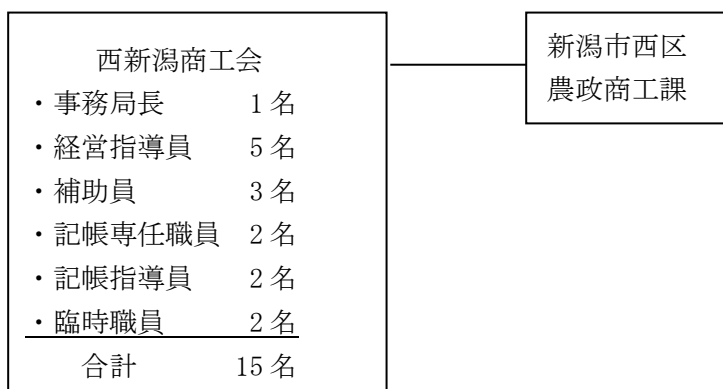 西新潟商工会
・事務局長 1名
・経営指導員 5名
・補助員 3名
・記帳専任職員 2名
・記帳指導員 2名
・臨時職員 2名
合計 15名
新潟市西区
農政商工課